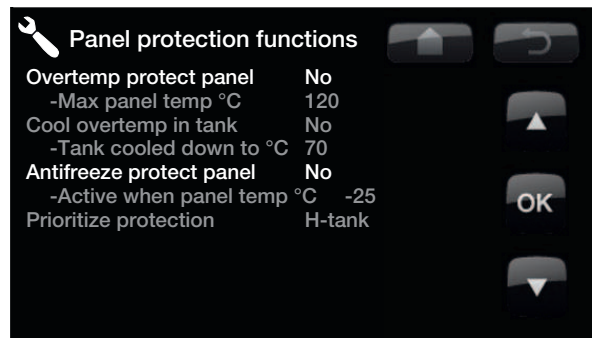 Panel protection functions
Overtemp protect panel No
-Max panel temp °C 120
Cool overtemp in tank No
-Tank cooled down to °C 70
Antifreeze protect panel No
-Active when panel temp °C -25
Prioritize protection H-tank
OK